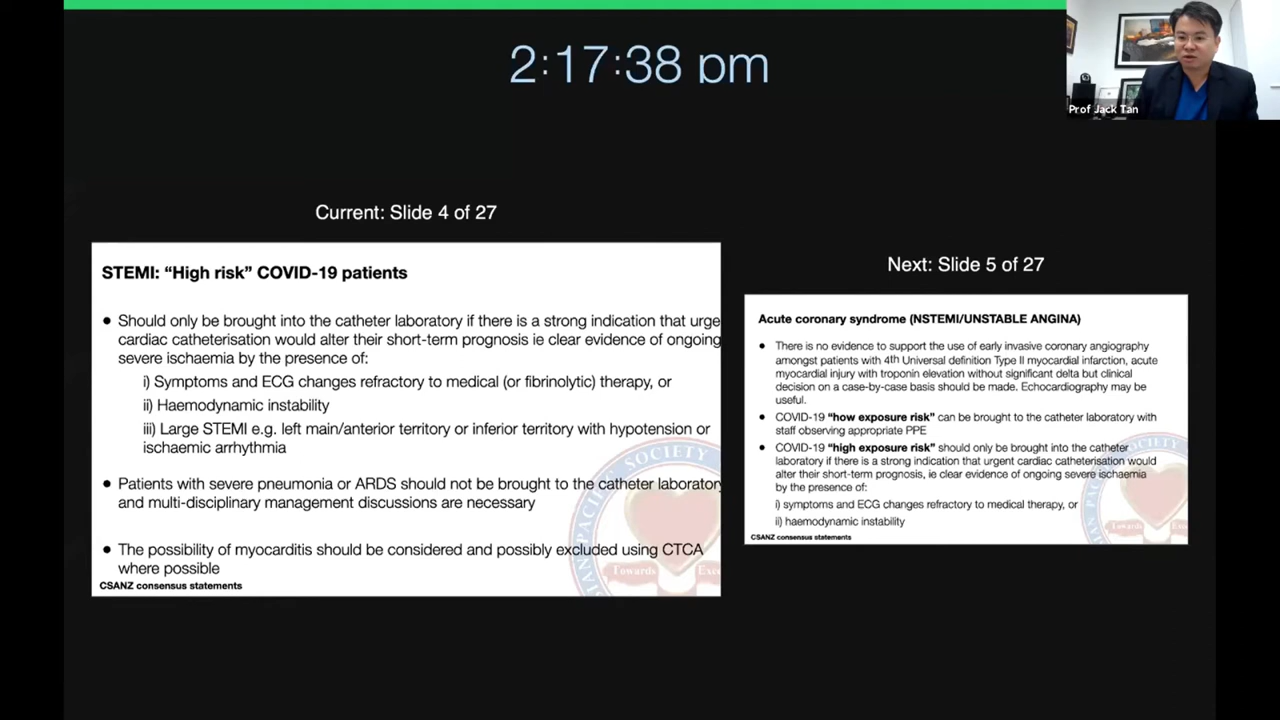 2:17:38 pm
Prof Jack Tan
Current: Slide 4 of 27
STEMI: “High risk” COVID-19 patients
● Should only be brought into the catheter laboratory if there is a strong indication that urge
cardiac catheterisation would alter their short-term prognosis ie clear evidence of ongoing
severe ischaemia by the presence of:
i) Symptoms and ECG changes refractory to medical (or fibrinolytic) therapy, or
ii) Haemodynamic instability
iii) Large STEMI e.g. left main/anterior territory or inferior territory with hypotension or
ischaemic arrhythmia
● Patients with severe pneumonia or ARDS should not be brought to the catheter laboratory
and multi-disciplinary management discussions are necessary
● The possibility of myocarditis should be considered and possibly excluded using CTCA
where possible
CSANZ consensus statements
SOCIETY
Towards
Next: Slide 5 of 27
Acute coronary syndrome (NSTEMI/UNSTABLE ANGINA)
● There is no evidence to support the use of early invasive coronary angiography
amongst patients with 4th Universal definition Type II myocardial infarction, acute
myocardial injury with troponin elevation without significant delta but clinical
decision on a case-by-case basis should be made. Echocardiography may be
useful.
● COVID-19 “how exposure risk” can be brought to the catheter laboratory with
staff observing appropriate PPE
● COVID-19 “high exposure risk” should only be brought into the catheter
laboratory if there is a strong indication that urgent cardiac catheterisation would
alter their short-term prognosis, ie clear evidence of ongoing severe ischaemia
by the presence of:
i) symptoms and ECG changes refractory to medical therapy, or
ii) haemodynamic instability
CSANZ consensus statements
Towards